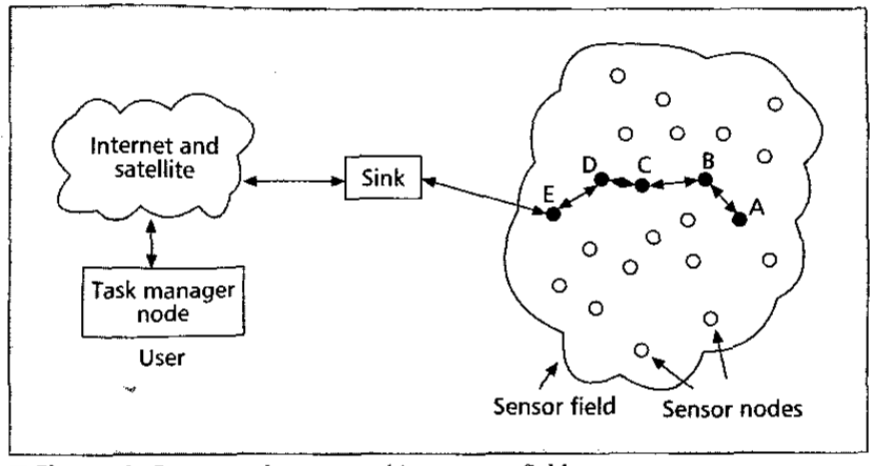 Internet and
satellite
Sink
Task manager
node
User
D
C
B
E
A
Sensor field
Sensor nodes